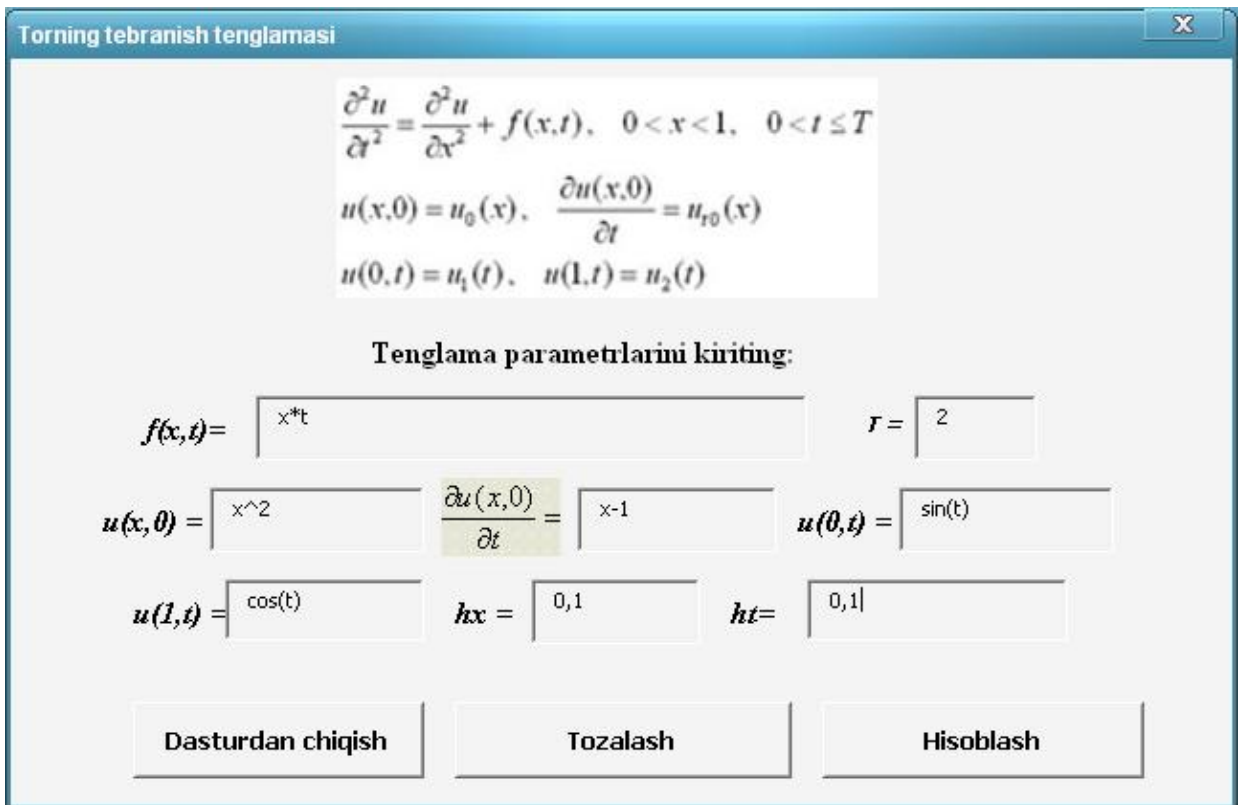 Torning tebranish tenglamasi
x
∂²u/∂t² = ∂²u/∂x² + f(x,t), 0 < x < 1, 0 < t ≤ T
u(x,0) = u₀(x), ∂u(x,0)/∂t = uₜ₀(x)
u(0,t) = u₁(t), u(1,t) = u₂(t)
Tenglama parametrlarini kiriting:
f(x,t)= x*t T = 2
u(x, 0) = x^2 ∂u(x,0)/∂t = x-1 u(0,t) = sin(t)
u(1,t) = cos(t) hx = 0,1 ht= 0,1
Dasturdan chiqish Tozalash Hisoblash